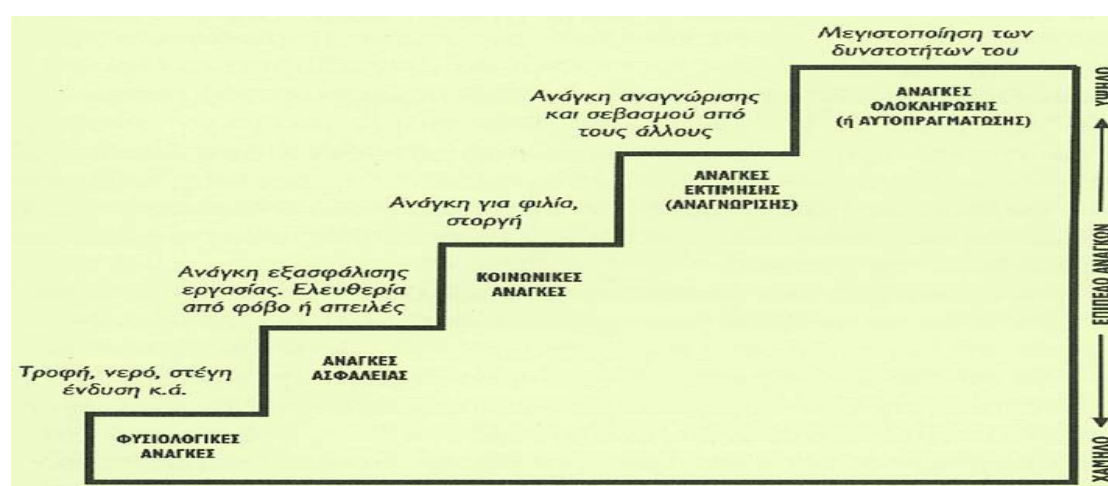 Μεγιστοποίηση των
δυνατοτήτων του
ΑΝΑΓΚΕΣ
ΟΛΟΚΛΗΡΩΣΗΣ
(ή ΑΥΤΟΠΡΑΓΜΑΤΩΣΗΣ)
Ανάγκη αναγνώρισης
και σεβασμού από
τους άλλους
ΑΝΑΓΚΕΣ
ΕΚΤΙΜΗΣΗΣ
(ΑΝΑΓΝΩΡΙΣΗΣ)
Ανάγκη για φιλία,
στοργή
ΚΟΙΝΩΝΙΚΕΣ
ΑΝΑΓΚΕΣ
Ανάγκη εξασφάλισης
εργασίας. Ελευθερία
από φόβο ή απειλές
ΑΝΑΓΚΕΣ
ΑΣΦΑΛΕΙΑΣ
Τροφή, νερό, στέγη
ένδυση κ.ά.
ΦΥΣΙΟΛΟΓΙΚΕΣ
ΑΝΑΓΚΕΣ
ΥΨΗΛΟ
ΕΠΙΠΕΔΟ ΑΝΑΓΚΩΝ
ΧΑΜΗΛΟ